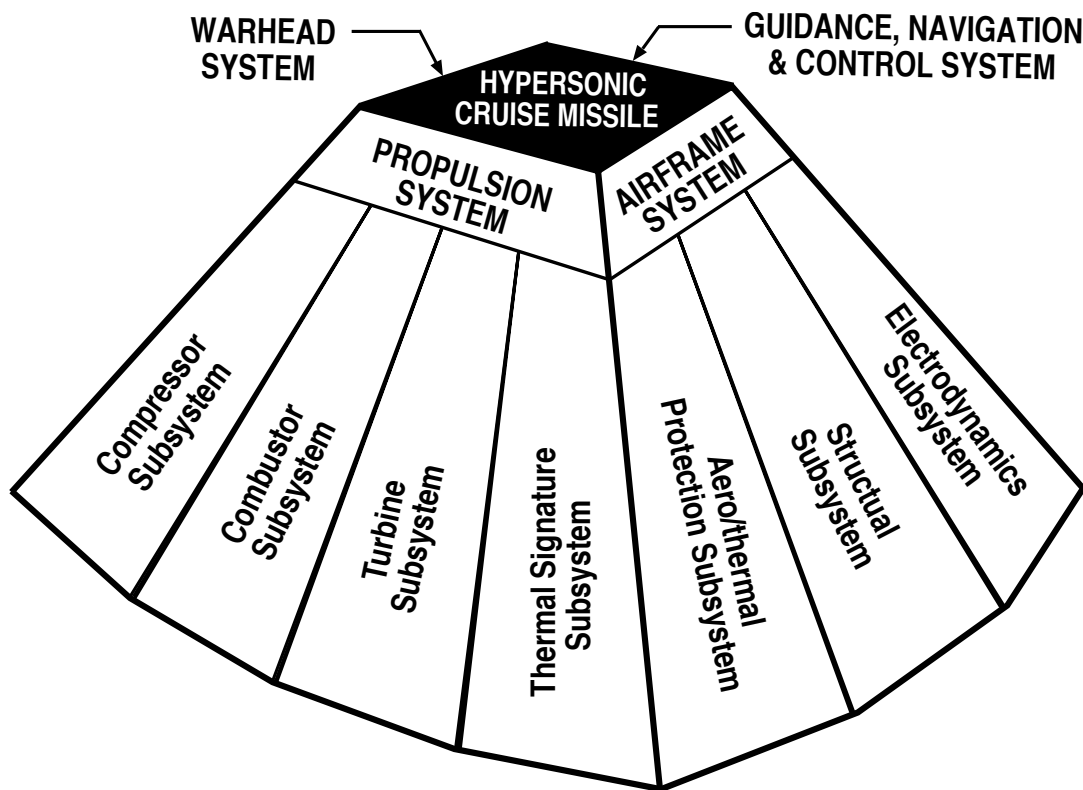 WARHEAD
SYSTEM
GUIDANCE, NAVIGATION
& CONTROL SYSTEM
HYPERSONIC
CRUISE MISSILE
PROPULSION
SYSTEM
AIRFRAME
SYSTEM
Compressor
Subsystem
Combustor
Subsystem
Turbine
Subsystem
Thermal Signature
Subsystem
Aero/thermal
Protection Subsystem
Structual
Subsystem
Electrodynamics
Subsystem